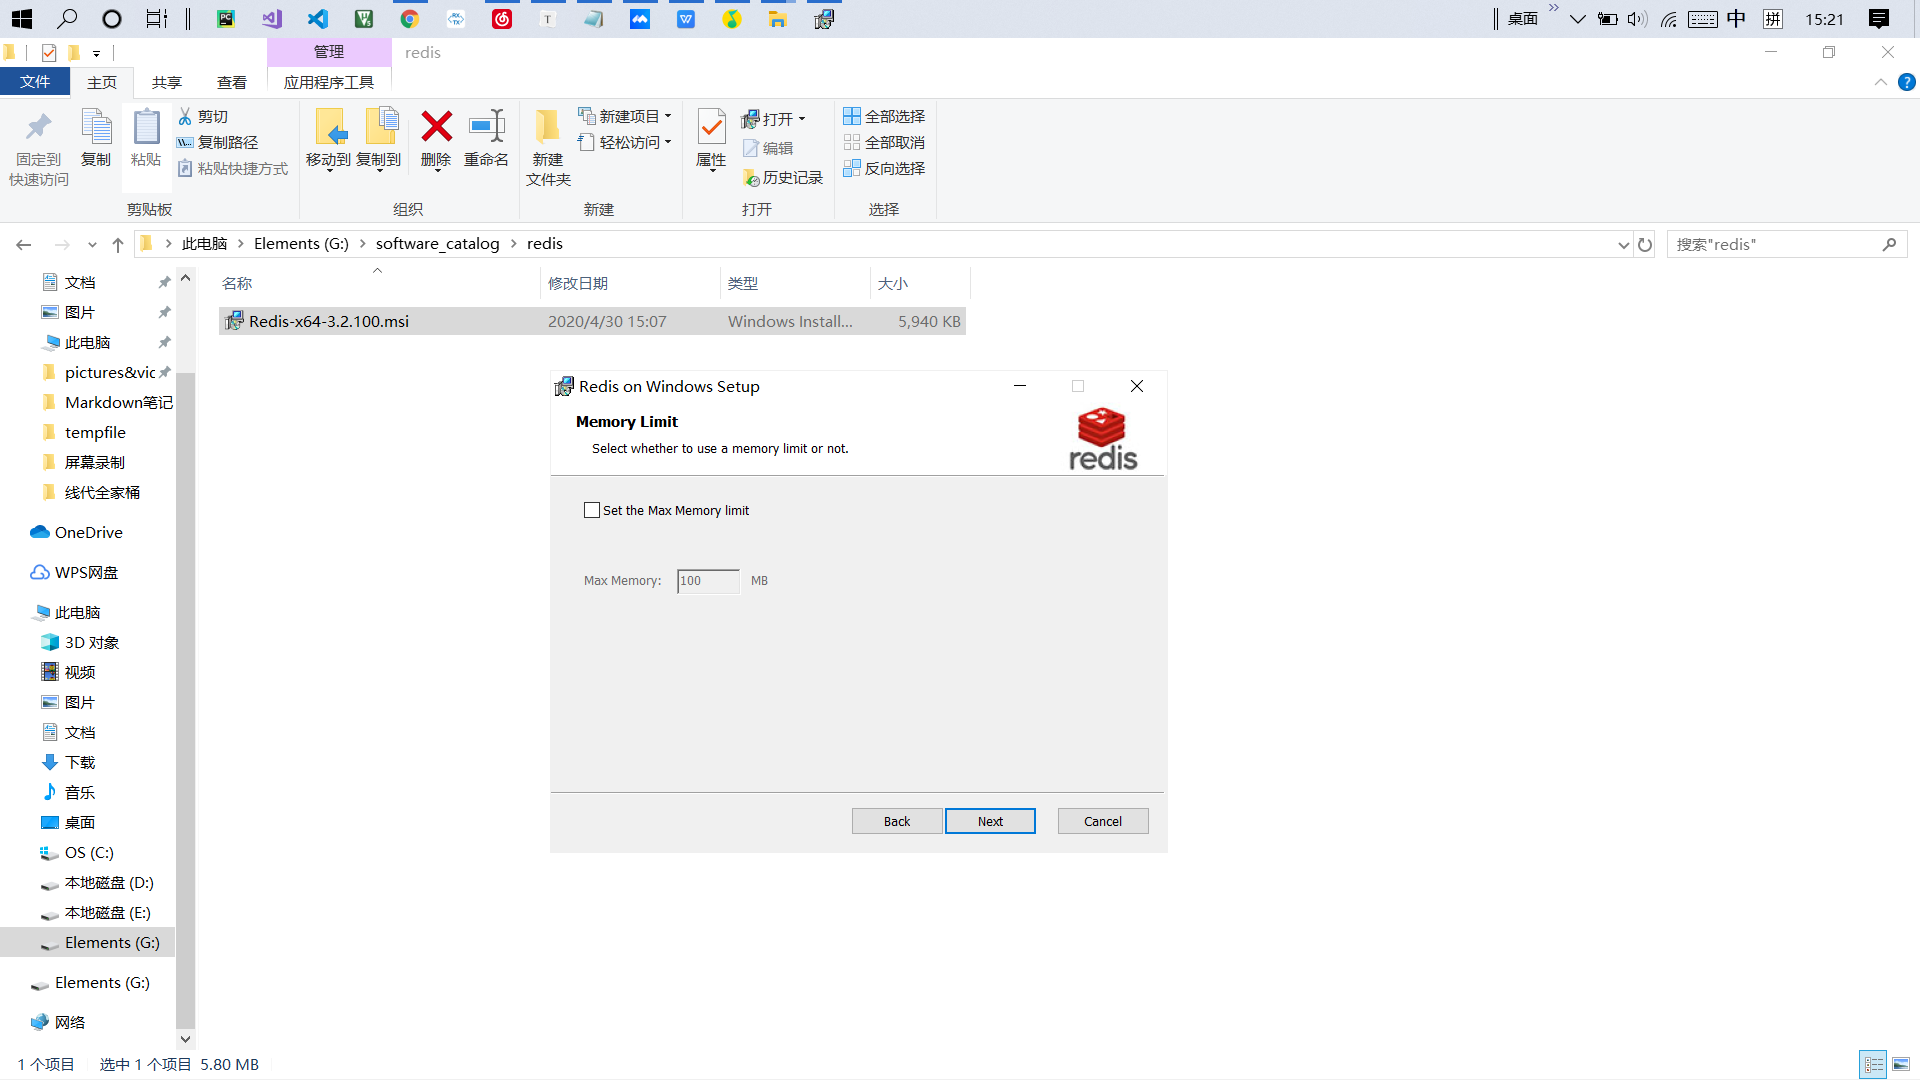 桌面
中
拼
15:21
管理
redis
文件
主页
共享
查看
应用程序工具
固定到
快速访问
复制
粘贴
剪切
复制路径
粘贴快捷方式
剪贴板
移动到
复制到
删除
重命名
组织
新建
文件夹
新建项目
轻松访问
新建
属性
打开
编辑
历史记录
打开
全部选择
全部取消
反向选择
选择
此电脑
Elements (G:)
software_catalog
redis
搜索"redis"
名称
修改日期
类型
大小
Redis-x64-3.2.100.msi
2020/4/30 15:07
Windows Install...
5,940 KB
文档
图片
此电脑
pictures&vic
Markdown笔记
tempfile
屏幕录制
线代全家桶
OneDrive
WPS网盘
此电脑
3D 对象
视频
图片
文档
下载
音乐
桌面
OS (C:)
本地磁盘 (D:)
本地磁盘 (E:)
Elements (G:)
Elements (G:)
网络
Redis on Windows Setup
Memory Limit
Select whether to use a memory limit or not.
redis
Set the Max Memory limit
Max Memory:
100
MB
Back
Next
Cancel
1 个项目
选中 1 个项目 5.80 MB